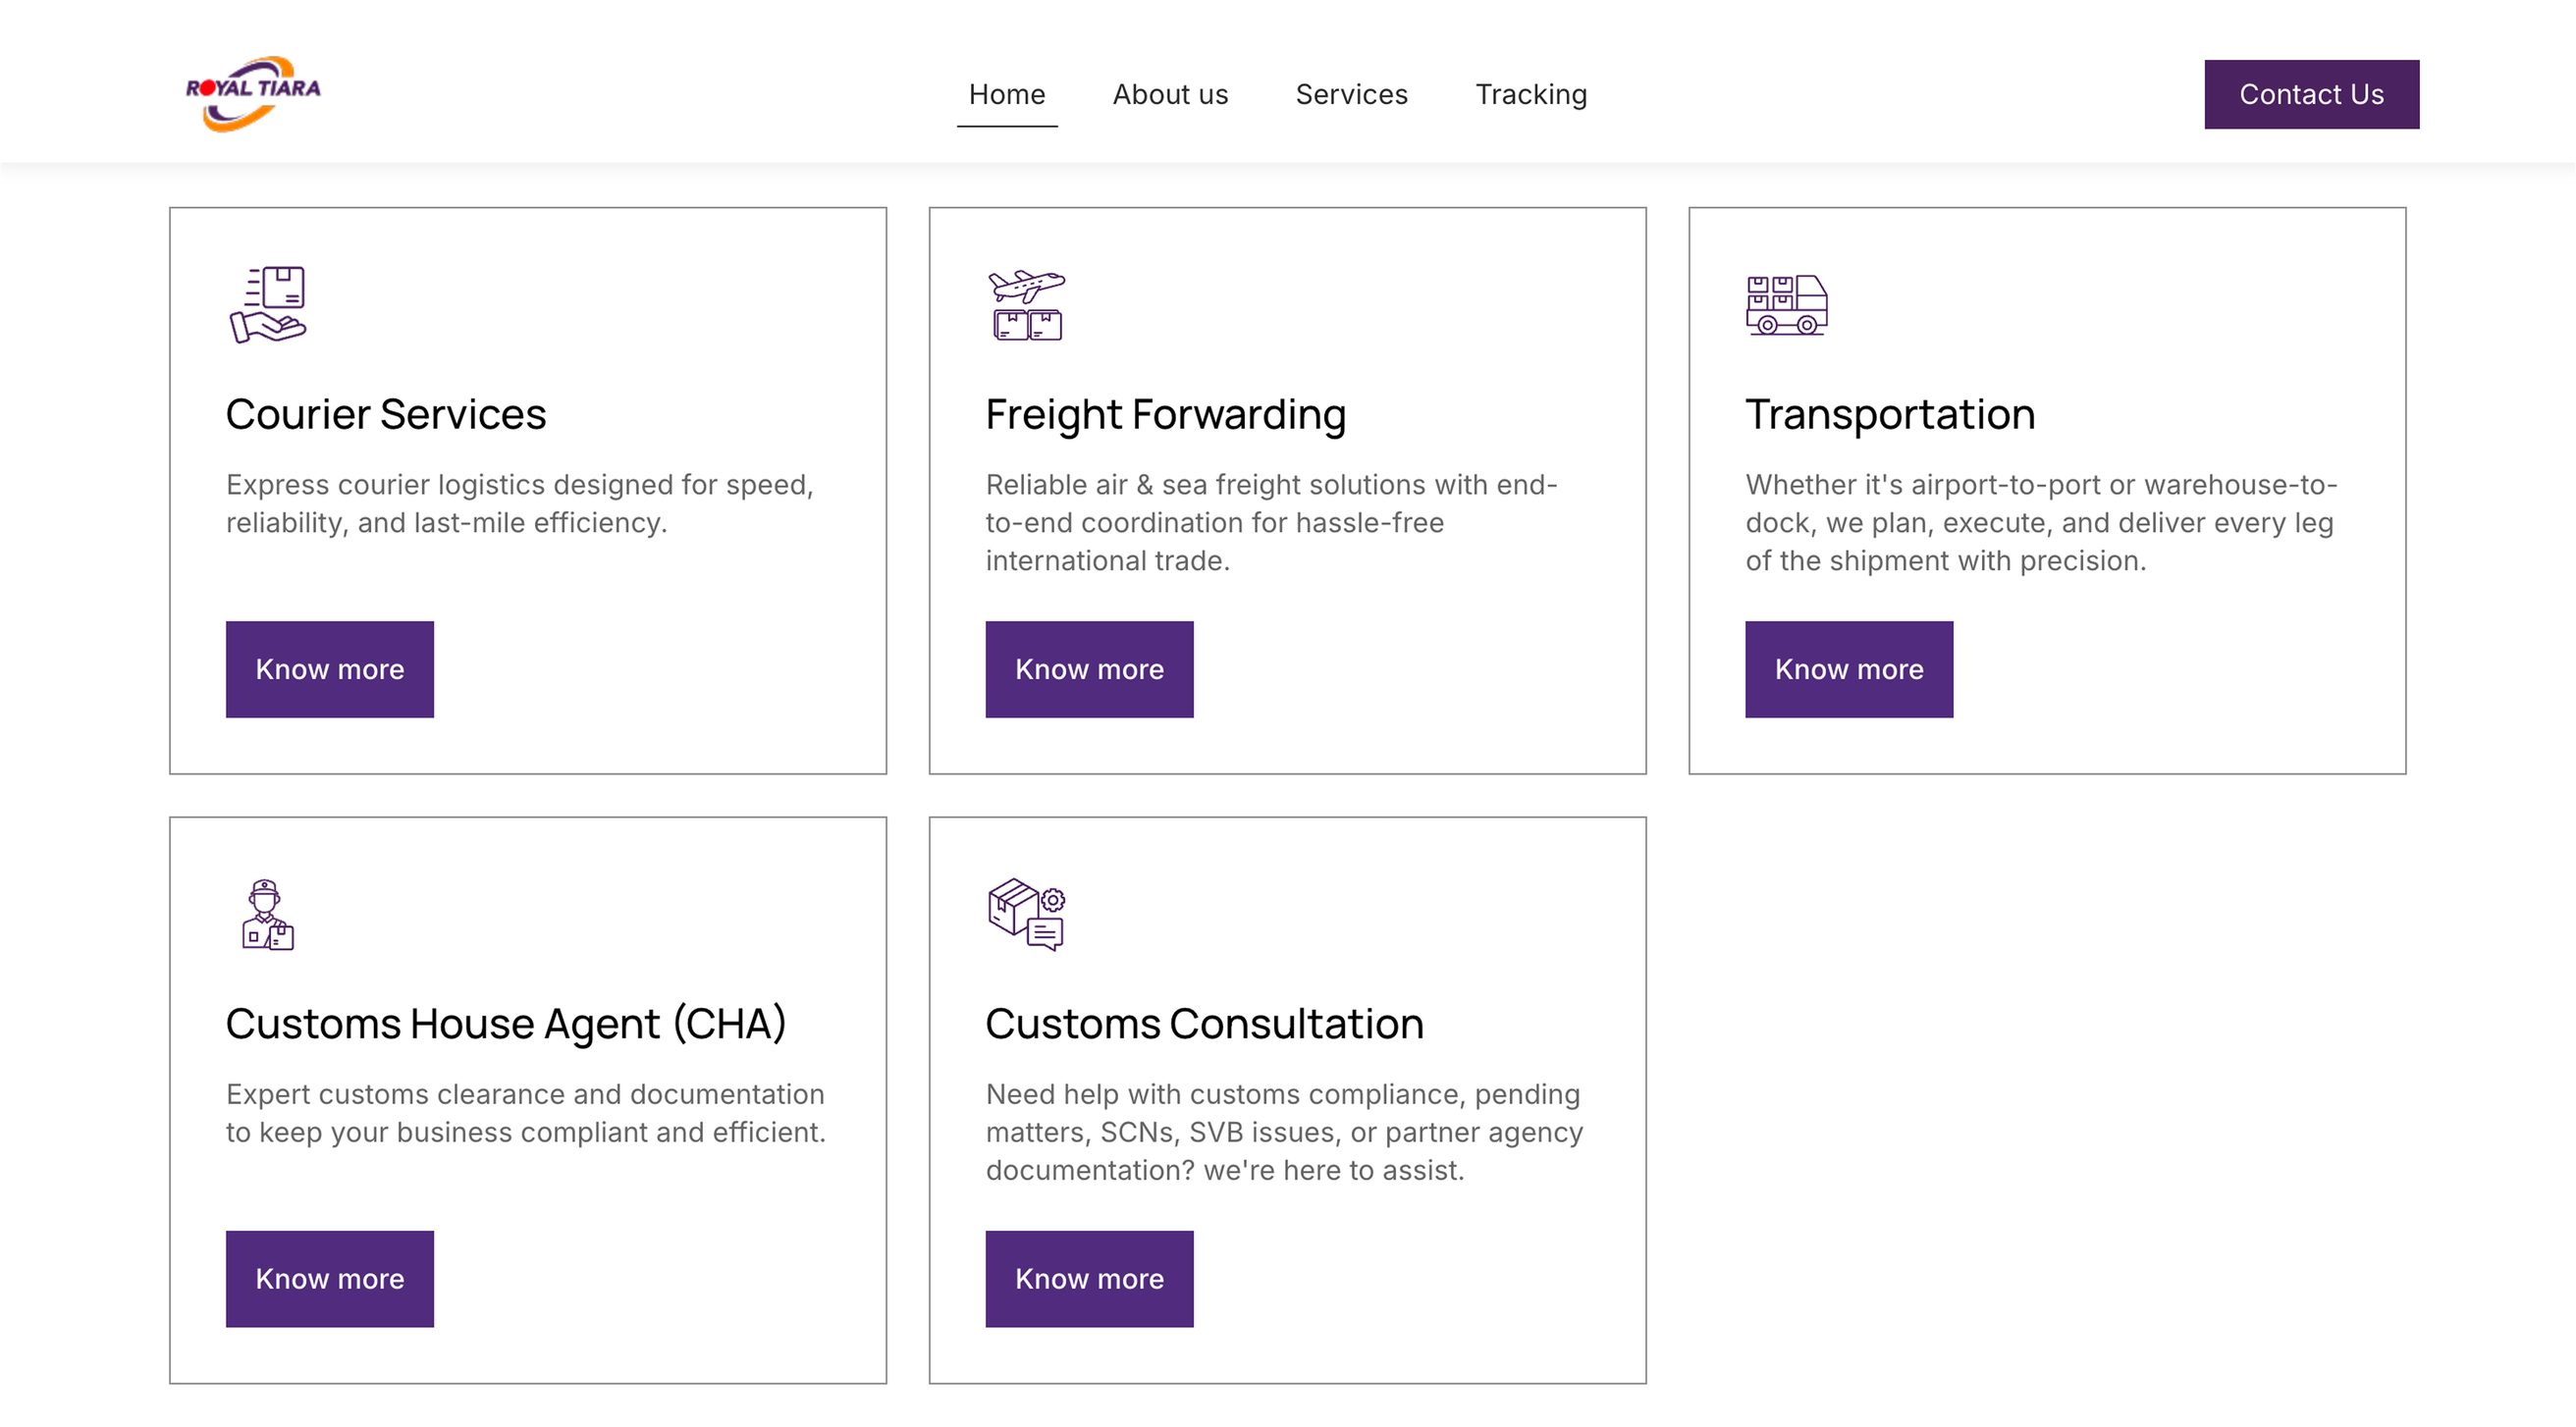 ROYAL TIARA
Home
About us
Services
Tracking
Contact Us
Courier Services
Express courier logistics designed for speed,
reliability, and last-mile efficiency.
Know more
Freight Forwarding
Reliable air & sea freight solutions with end-
to-end coordination for hassle-free
international trade.
Know more
Transportation
Whether it's airport-to-port or warehouse-to-
dock, we plan, execute, and deliver every leg
of the shipment with precision.
Know more
Customs House Agent (CHA)
Expert customs clearance and documentation
to keep your business compliant and efficient.
Know more
Customs Consultation
Need help with customs compliance, pending
matters, SCNs, SVB issues, or partner agency
documentation? we're here to assist.
Know more